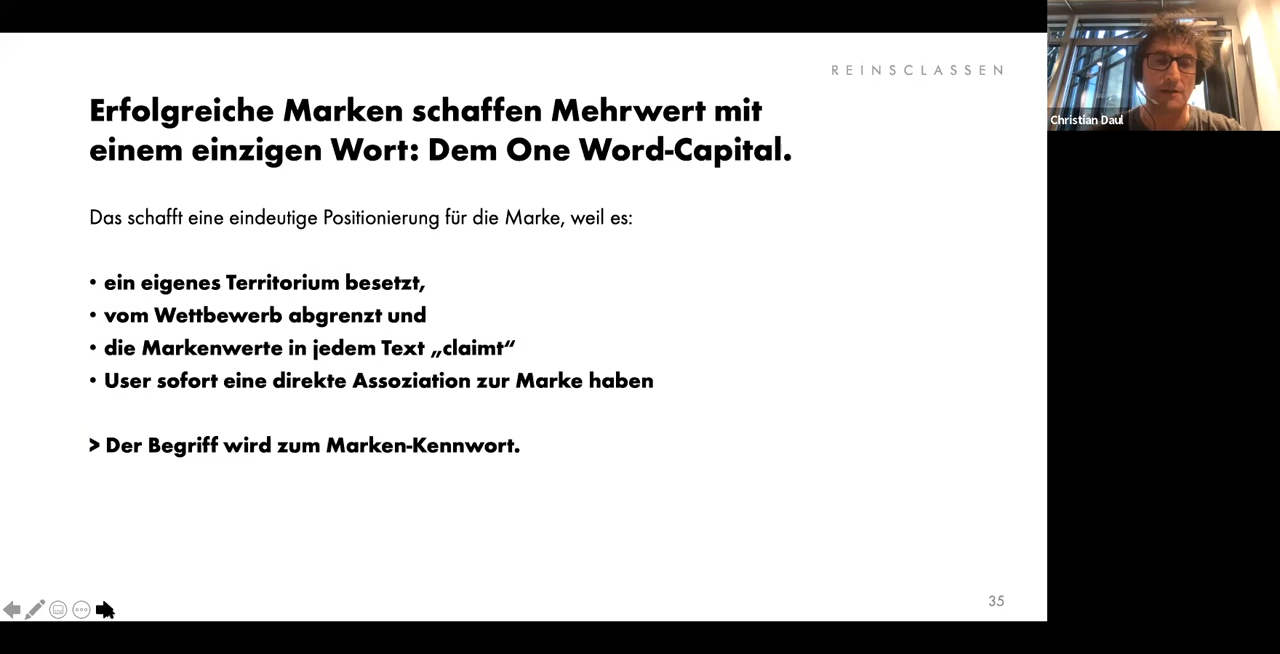 REINSCLASSEN
Erfolgreiche Marken schaffen Mehrwert mit
einem einzigen Wort: Dem One Word-Capital.
Das schafft eine eindeutige Positionierung für die Marke, weil es:
• ein eigenes Territorium besetzt,
• vom Wettbewerb abgrenzt und
• die Markenwerte in jedem Text „claimt“
• User sofort eine direkte Assoziation zur Marke haben
> Der Begriff wird zum Marken-Kennwort.
35
Christian Daul